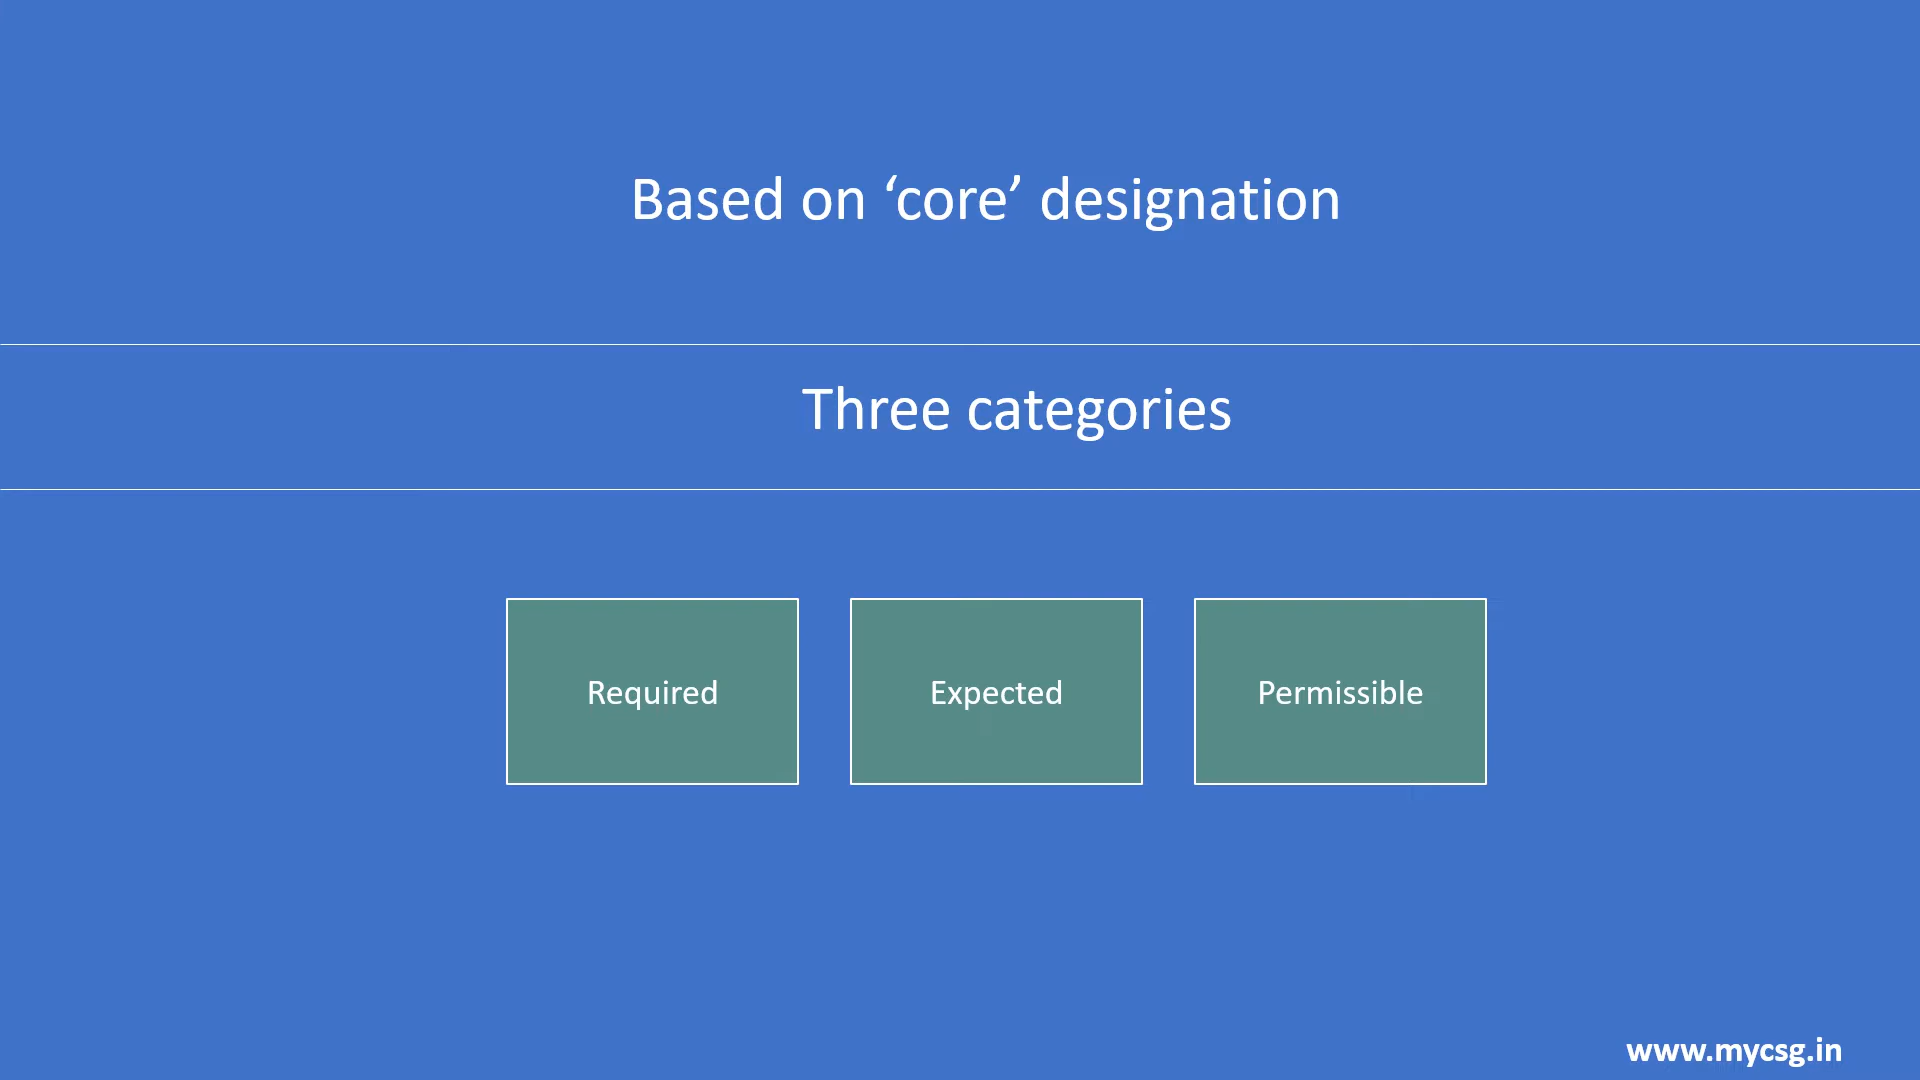 Based on ‘core’ designation
Three categories
Required
Expected
Permissible
www.mycsg.in